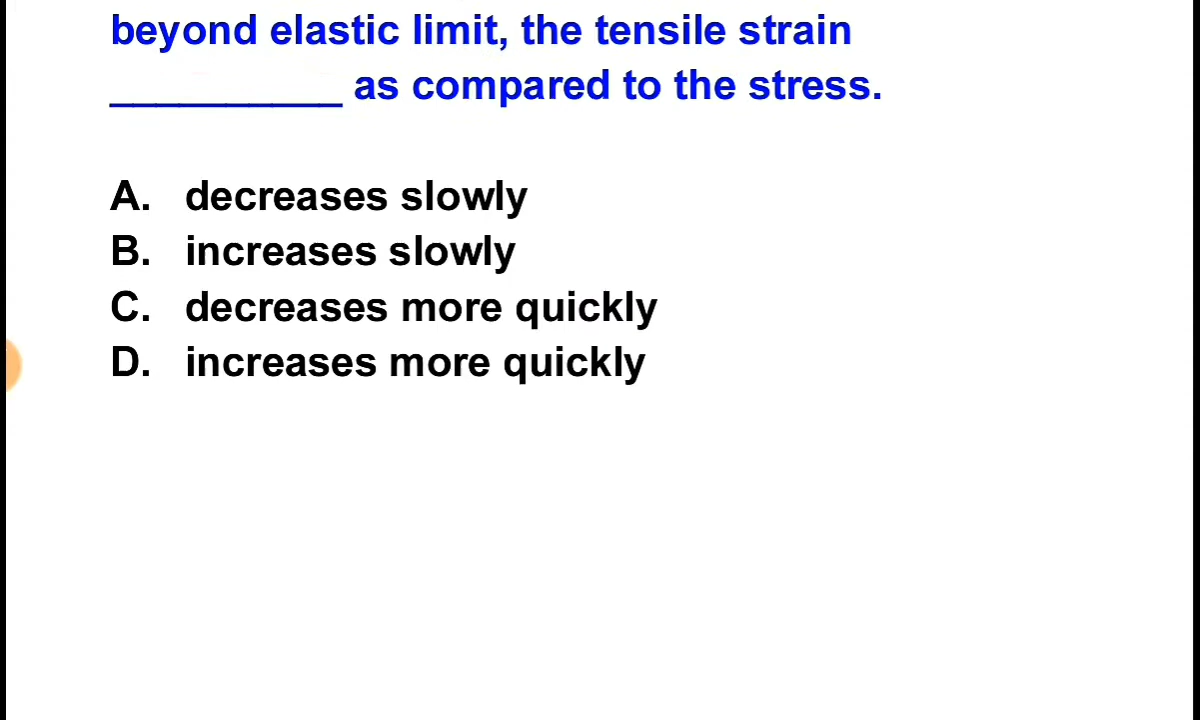 beyond elastic limit, the tensile strain
__________ as compared to the stress.
A. decreases slowly
B. increases slowly
C. decreases more quickly
D. increases more quickly